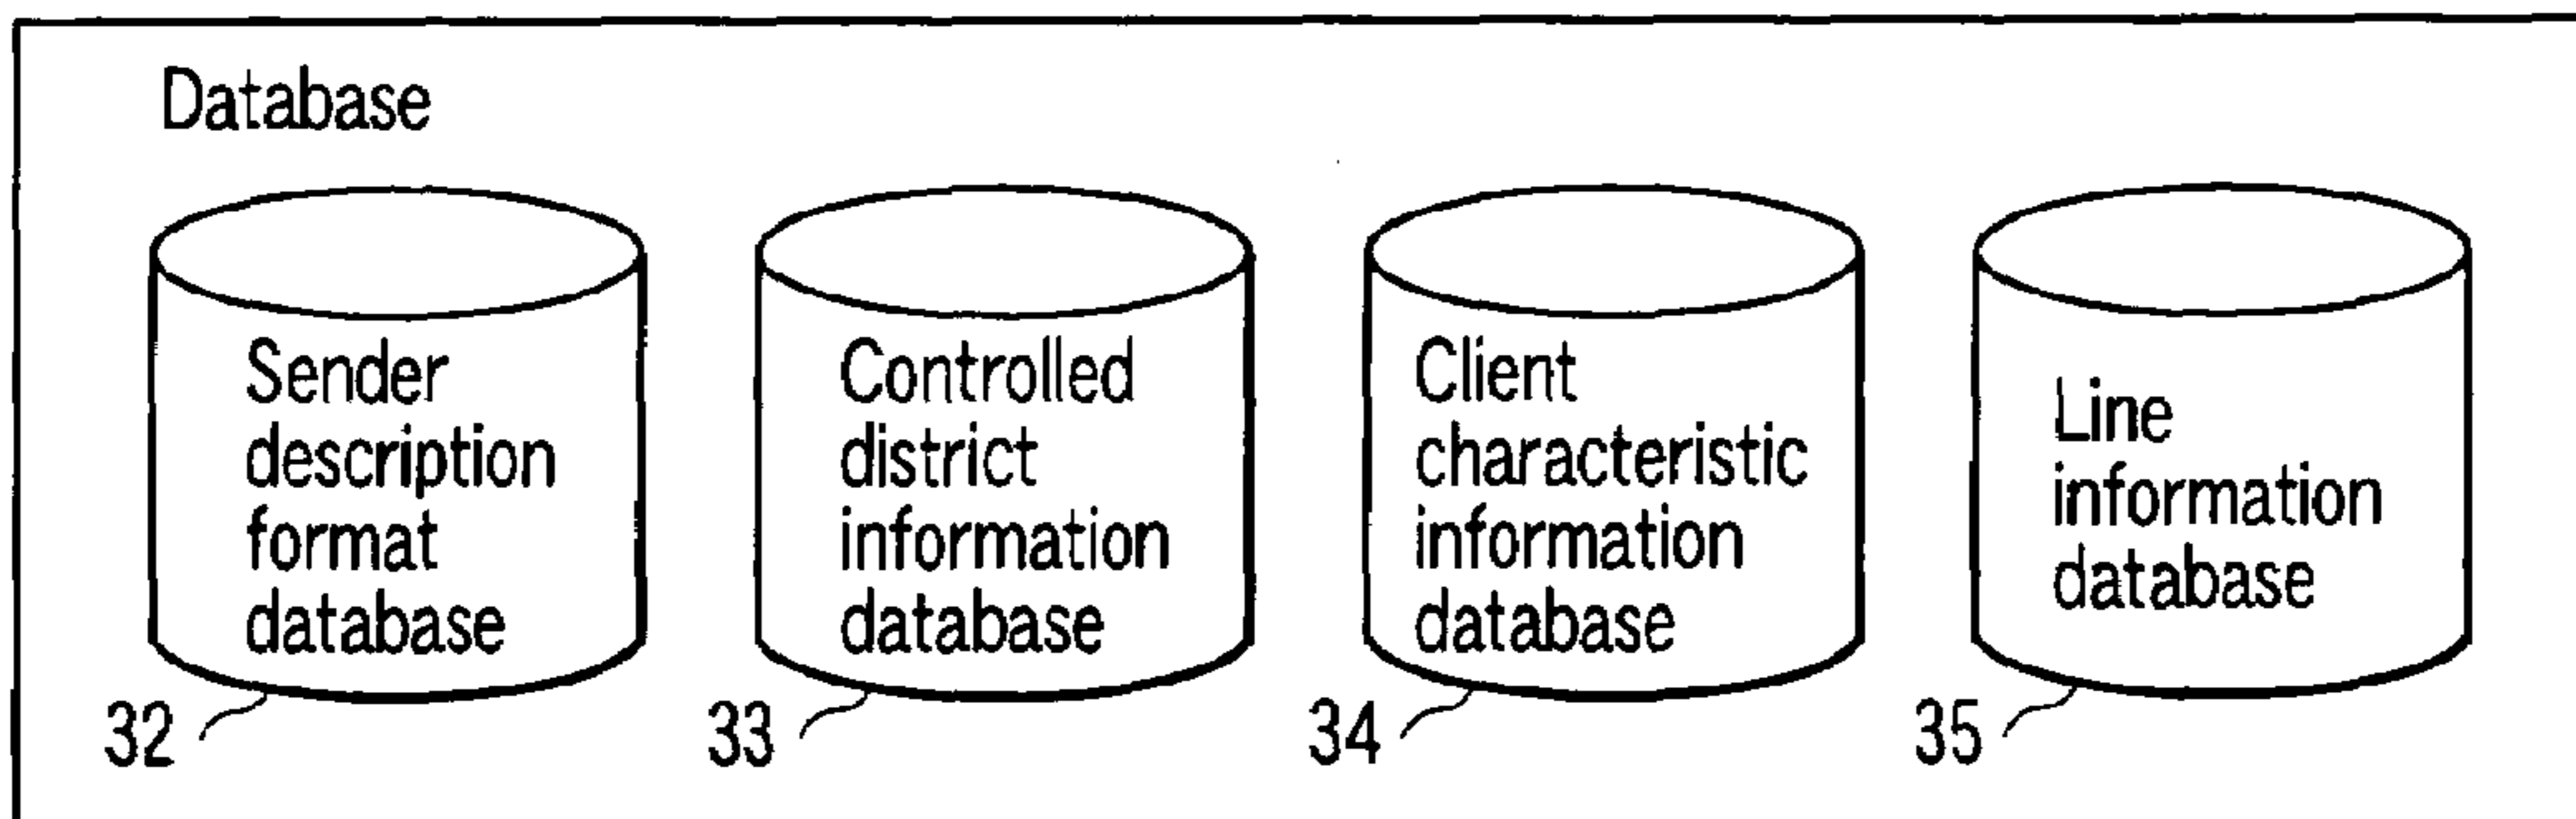 Database
Sender
description
format
database
32
Controlled
district
information
database
33
Client
characteristic
information
database
34
Line
information
database
35